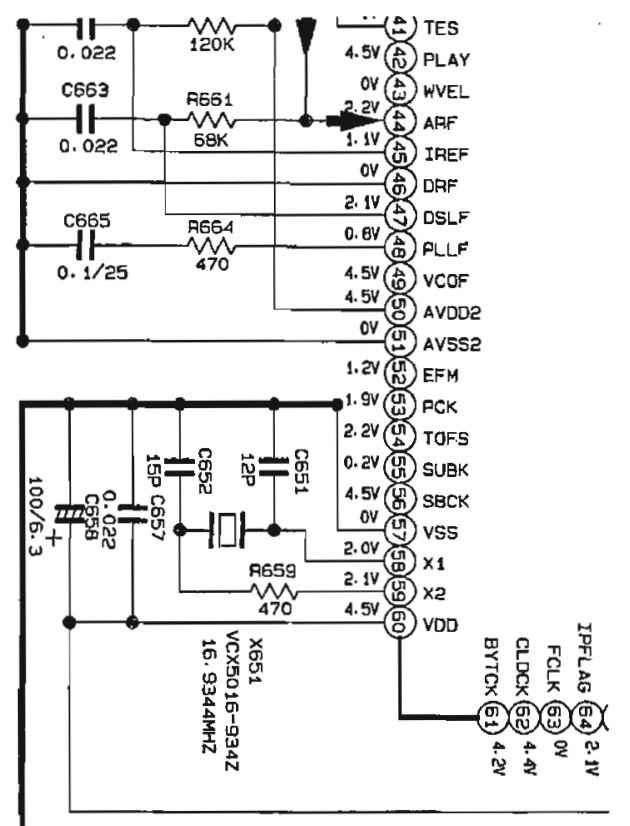 41 TES
0.022 120K 4.5V 42 PLAY
C663 0V 43 WVEL
R661 2.2V 44 ARF
0.022 68K 1.1V 45 IREF
0V 46 DRF
C665 R664 2.1V 47 DSLF
0.6V 48 PLLF
0.1/25 470 4.5V 49 VCOF
4.5V 50 AVDD2
0V 51 AVSS2
1.2V 52 EFM
1.9V 53 PCK
2.2V 54 TOFS
0.2V 55 SUBK
4.5V 56 SBCK
0V 57 VSS
2.0V 58 X1
2.1V 59 X2
4.5V 60 VDD
100/6.3
+
C658
0.022
C657
15P
C652
12P
C651
R659
470
X651
VCX5016-934Z
16.9344MHZ
BYTCK 61 4.2V
CLDCK 62 4.4V
FCLK 63 0V
IPFLAG 64 2.1V